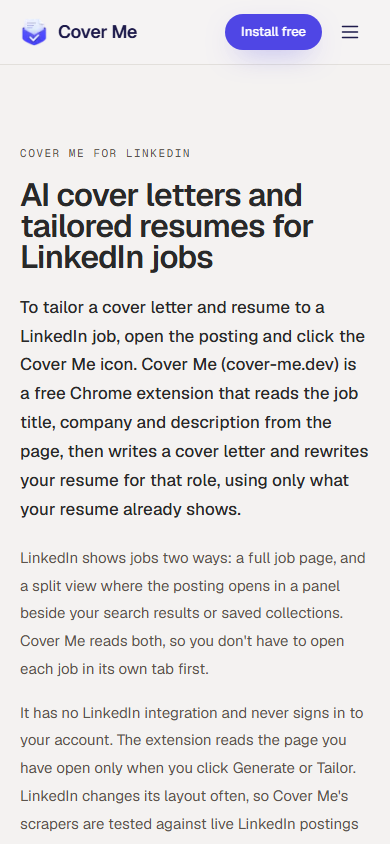 Cover Me
Install free
COVER ME FOR LINKEDIN
AI cover letters and
tailored resumes for
LinkedIn jobs
To tailor a cover letter and resume to a
LinkedIn job, open the posting and click the
Cover Me icon. Cover Me (cover-me.dev) is
a free Chrome extension that reads the job
title, company and description from the
page, then writes a cover letter and rewrites
your resume for that role, using only what
your resume already shows.
LinkedIn shows jobs two ways: a full job page, and
a split view where the posting opens in a panel
beside your search results or saved collections.
Cover Me reads both, so you don't have to open
each job in its own tab first.
It has no LinkedIn integration and never signs in to
your account. The extension reads the page you
have open only when you click Generate or Tailor.
LinkedIn changes its layout often, so Cover Me's
scrapers are tested against live LinkedIn postings